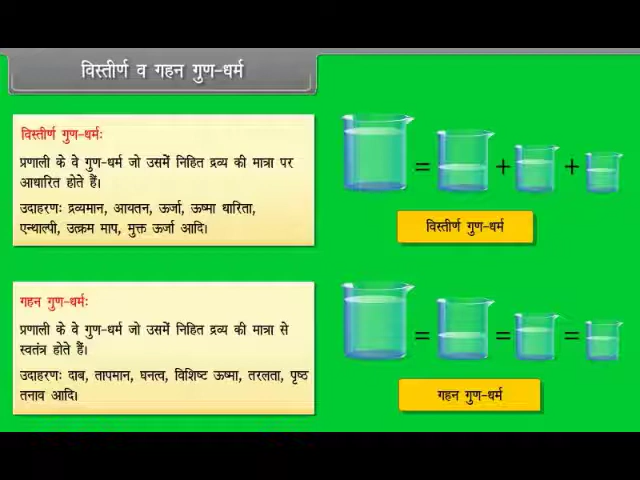 विस्तीर्ण व गहन गुण-धर्म
विस्तीर्ण गुण-धर्मः
प्रणाली के वे गुण-धर्म जो उसमें निहित द्रव्य की मात्रा पर
आधारित होते हैं।
उदाहरणः द्रव्यमान, आयतन, ऊर्जा, ऊष्मा धारिता,
एन्थाल्पी, उत्क्रम माप, मुक्त ऊर्जा आदि।
= + +
विस्तीर्ण गुण-धर्म
गहन गुण-धर्मः
प्रणाली के वे गुण-धर्म जो उसमें निहित द्रव्य की मात्रा से
स्वतंत्र होते हैं।
उदाहरणः दाब, तापमान, घनत्व, विशिष्ट ऊष्मा, तरलता, पृष्ठ
तनाव आदि।
= = =
गहन गुण-धर्म